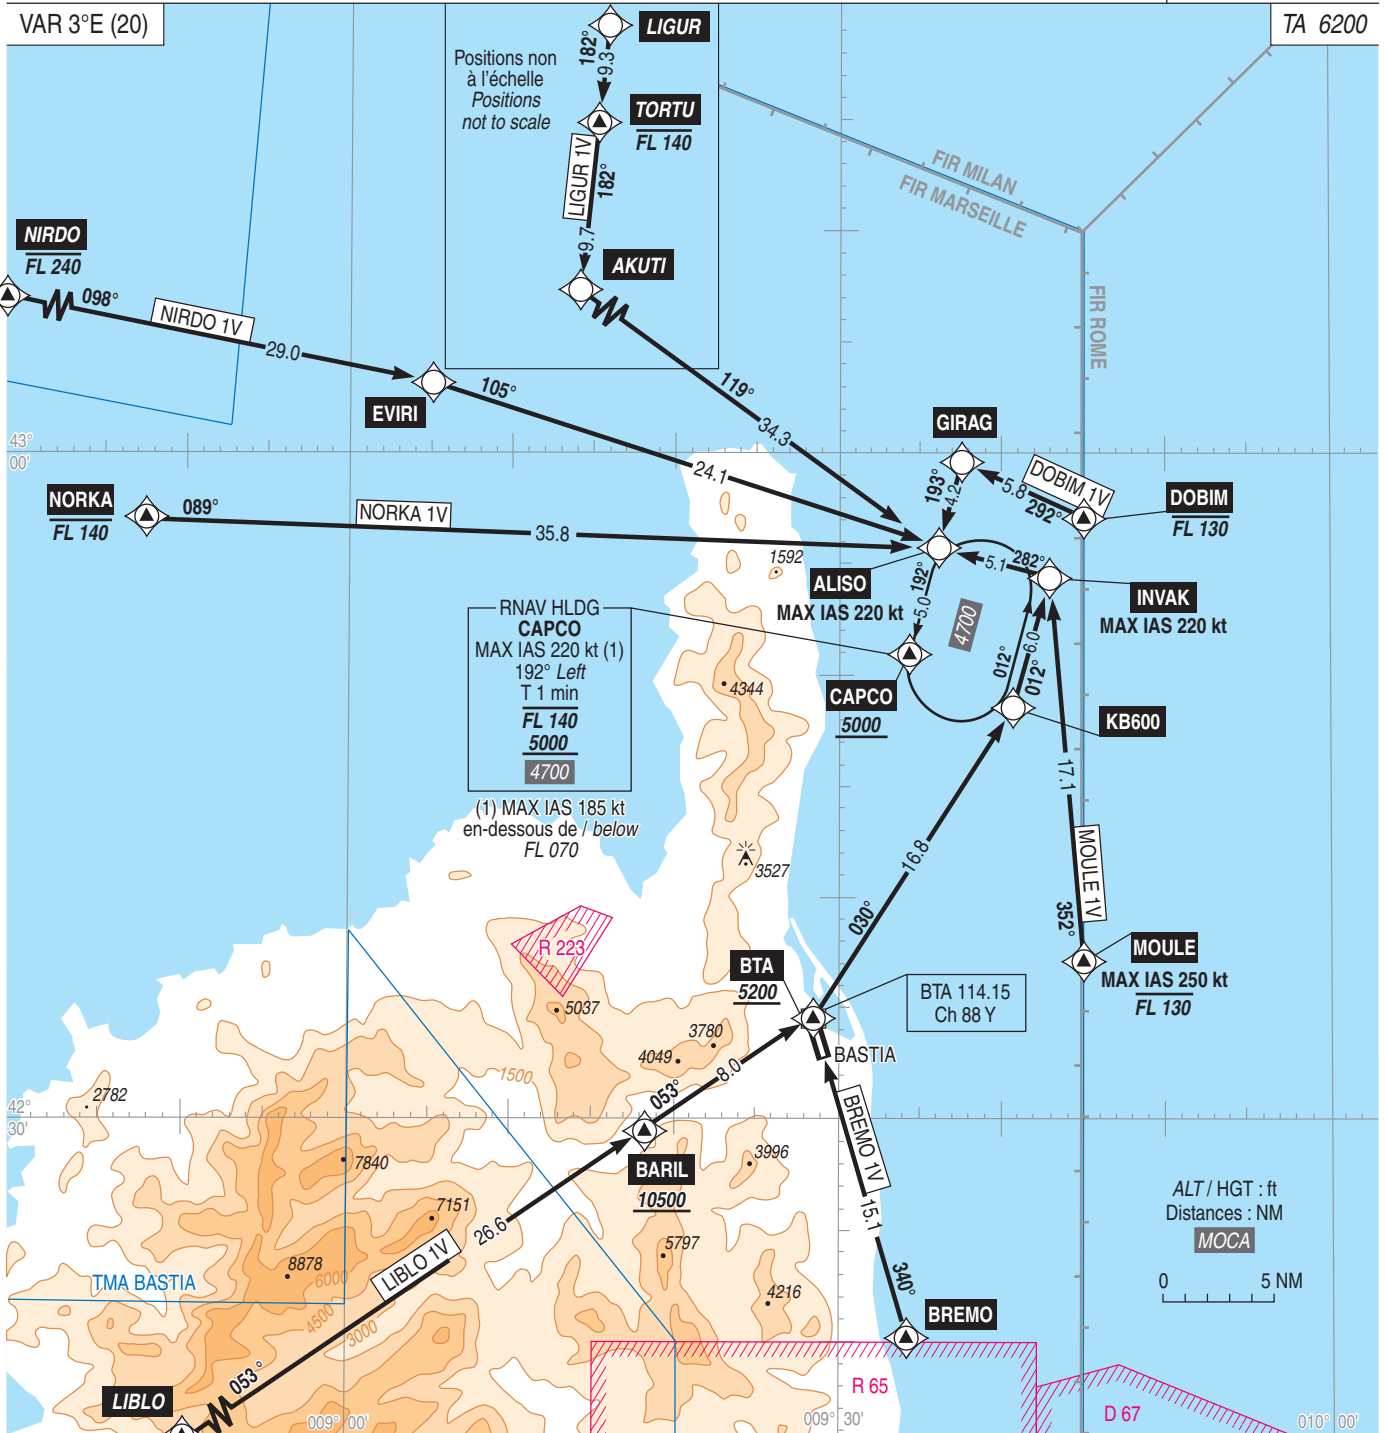 VAR 3°E (20)
TA 6200
LIGUR
182°
9.3
Positions non
à l'échelle
Positions
not to scale
TORTU
FL 140
LIGUR 1V
182°
9.7
AKUTI
FIR MILAN
FIR MARSEILLE
FIR ROME
NIRDO
FL 240
098°
NIRDO 1V
29.0
EVIRI
105°
24.1
119°
34.3
43°
00'
GIRAG
193°
4.2
DOBIM 1V
5.8
292°
DOBIM
FL 130
NORKA
FL 140
089°
NORKA 1V
35.8
1592
ALISO
MAX IAS 220 kt
282°
5.1
INVAK
MAX IAS 220 kt
192°
5.0
4700
012°
6.0
012°
RNAV HLDG
CAPCO
MAX IAS 220 kt (1)
192° Left
T 1 min
FL 140
5000
4700
(1) MAX IAS 185 kt
en-dessous de / below
FL 070
4344
CAPCO
5000
KB600
17.1
MOULE 1V
352°
3527
16.8
030°
R 223
5037
BTA
5200
BTA 114.15
Ch 88 Y
MOULE
MAX IAS 250 kt
FL 130
BASTIA
3780
4049
8.0
053°
1500
2782
42°
30'
BARIL
10500
BREMO 1V
15.1
340°
3996
7840
7151
26.6
LIBLO 1V
5797
4216
8878
6000
4500
3000
TMA BASTIA
ALT / HGT : ft
Distances : NM
MOCA
0 5 NM
BREMO
R 65
D 67
LIBLO
053°
009° 00'
009° 30'
010° 00'